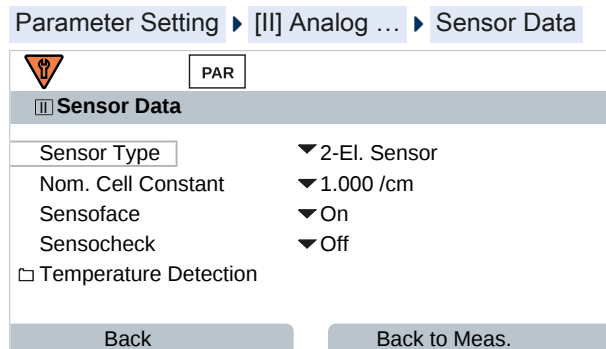 Parameter Setting ▸ [II] Analog … ▸ Sensor Data
PAR
II Sensor Data
Sensor Type 2-El. Sensor
Nom. Cell Constant 1.000 /cm
Sensoface On
Sensocheck Off
Temperature Detection
Back Back to Meas.